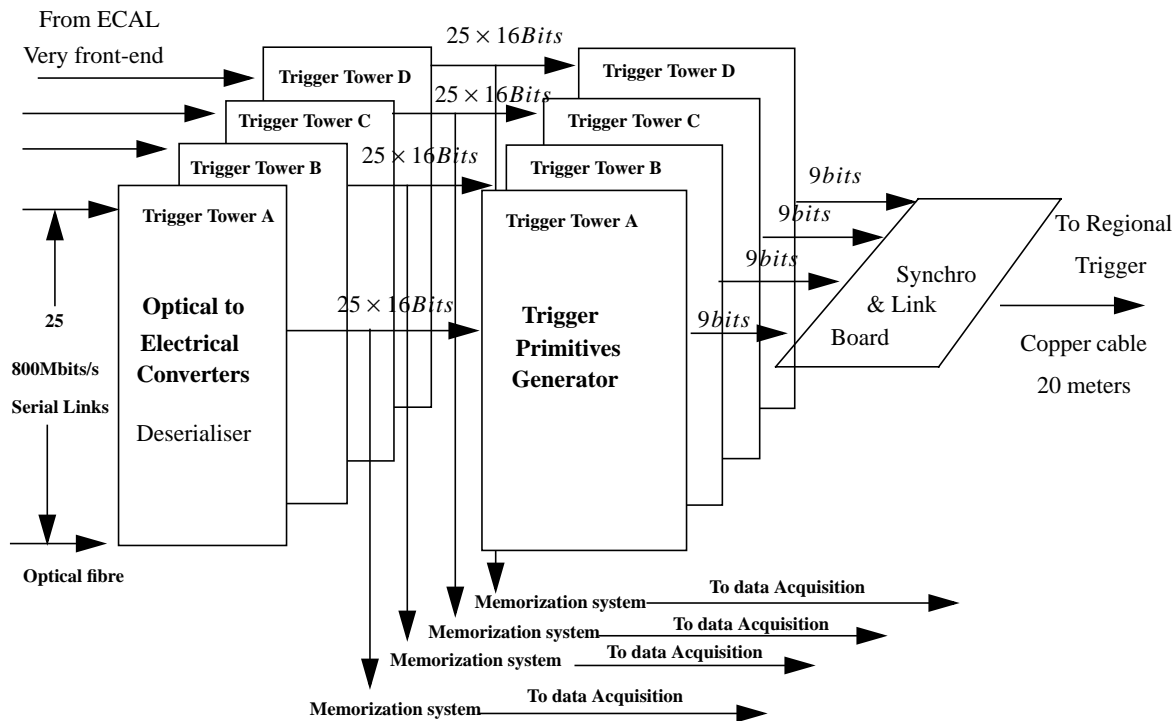 From ECAL
Very front-end
25 × 16Bits
Trigger Tower D
Trigger Tower D
25 × 16Bits
Trigger Tower C
Trigger Tower C
25 × 16Bits
Trigger Tower B
Trigger Tower B
9bits
Trigger Tower A
Trigger Tower A
9bits
To Regional
Trigger
9bits
Synchro
& Link
Board
25 × 16Bits
9bits
Optical to
Electrical
Converters
Deserialiser
Trigger
Primitives
Generator
Copper cable
20 meters
25
800Mbits/s
Serial Links
Optical fibre
Memorization system
To data Acquisition
Memorization system
To data Acquisition
Memorization system
To data Acquisition
Memorization system
To data Acquisition